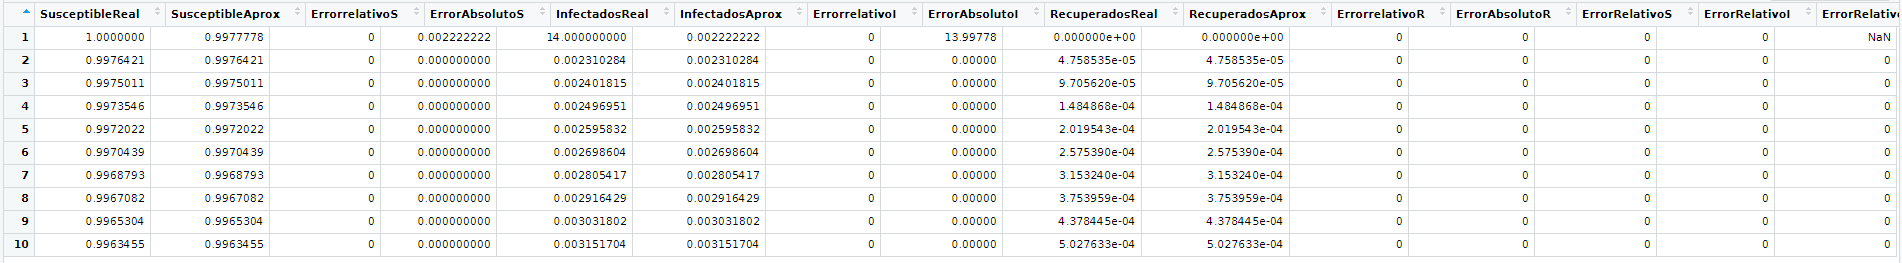 SusceptibleReal SusceptibleAprox ErrorrelativoS ErrorAbsolutoS InfectadosReal InfectadosAprox ErrorrelativoI ErrorAbsolutoI RecuperadosReal RecuperadosAprox ErrorrelativoR ErrorAbsolutoR ErrorRelativoS ErrorRelativoI ErrorRelativ
1 1.0000000 0.9977778 0 0.002222222 14.000000000 0.002222222 0 13.99778 0.000000e+00 0.000000e+00 0 0 0 0 NaN
2 0.9976421 0.9976421 0 0.000000000 0.002310284 0.002310284 0 0.00000 4.758535e-05 4.758535e-05 0 0 0 0 0
3 0.9975011 0.9975011 0 0.000000000 0.002401815 0.002401815 0 0.00000 9.705620e-05 9.705620e-05 0 0 0 0 0
4 0.9973546 0.9973546 0 0.000000000 0.002496951 0.002496951 0 0.00000 1.484868e-04 1.484868e-04 0 0 0 0 0
5 0.9972022 0.9972022 0 0.000000000 0.002595832 0.002595832 0 0.00000 2.019543e-04 2.019543e-04 0 0 0 0 0
6 0.9970439 0.9970439 0 0.000000000 0.002698604 0.002698604 0 0.00000 2.575390e-04 2.575390e-04 0 0 0 0 0
7 0.9968793 0.9968793 0 0.000000000 0.002805417 0.002805417 0 0.00000 3.153240e-04 3.153240e-04 0 0 0 0 0
8 0.9967082 0.9967082 0 0.000000000 0.002916429 0.002916429 0 0.00000 3.753959e-04 3.753959e-04 0 0 0 0 0
9 0.9965304 0.9965304 0 0.000000000 0.003031802 0.003031802 0 0.00000 4.378445e-04 4.378445e-04 0 0 0 0 0
10 0.9963455 0.9963455 0 0.000000000 0.003151704 0.003151704 0 0.00000 5.027633e-04 5.027633e-04 0 0 0 0 0